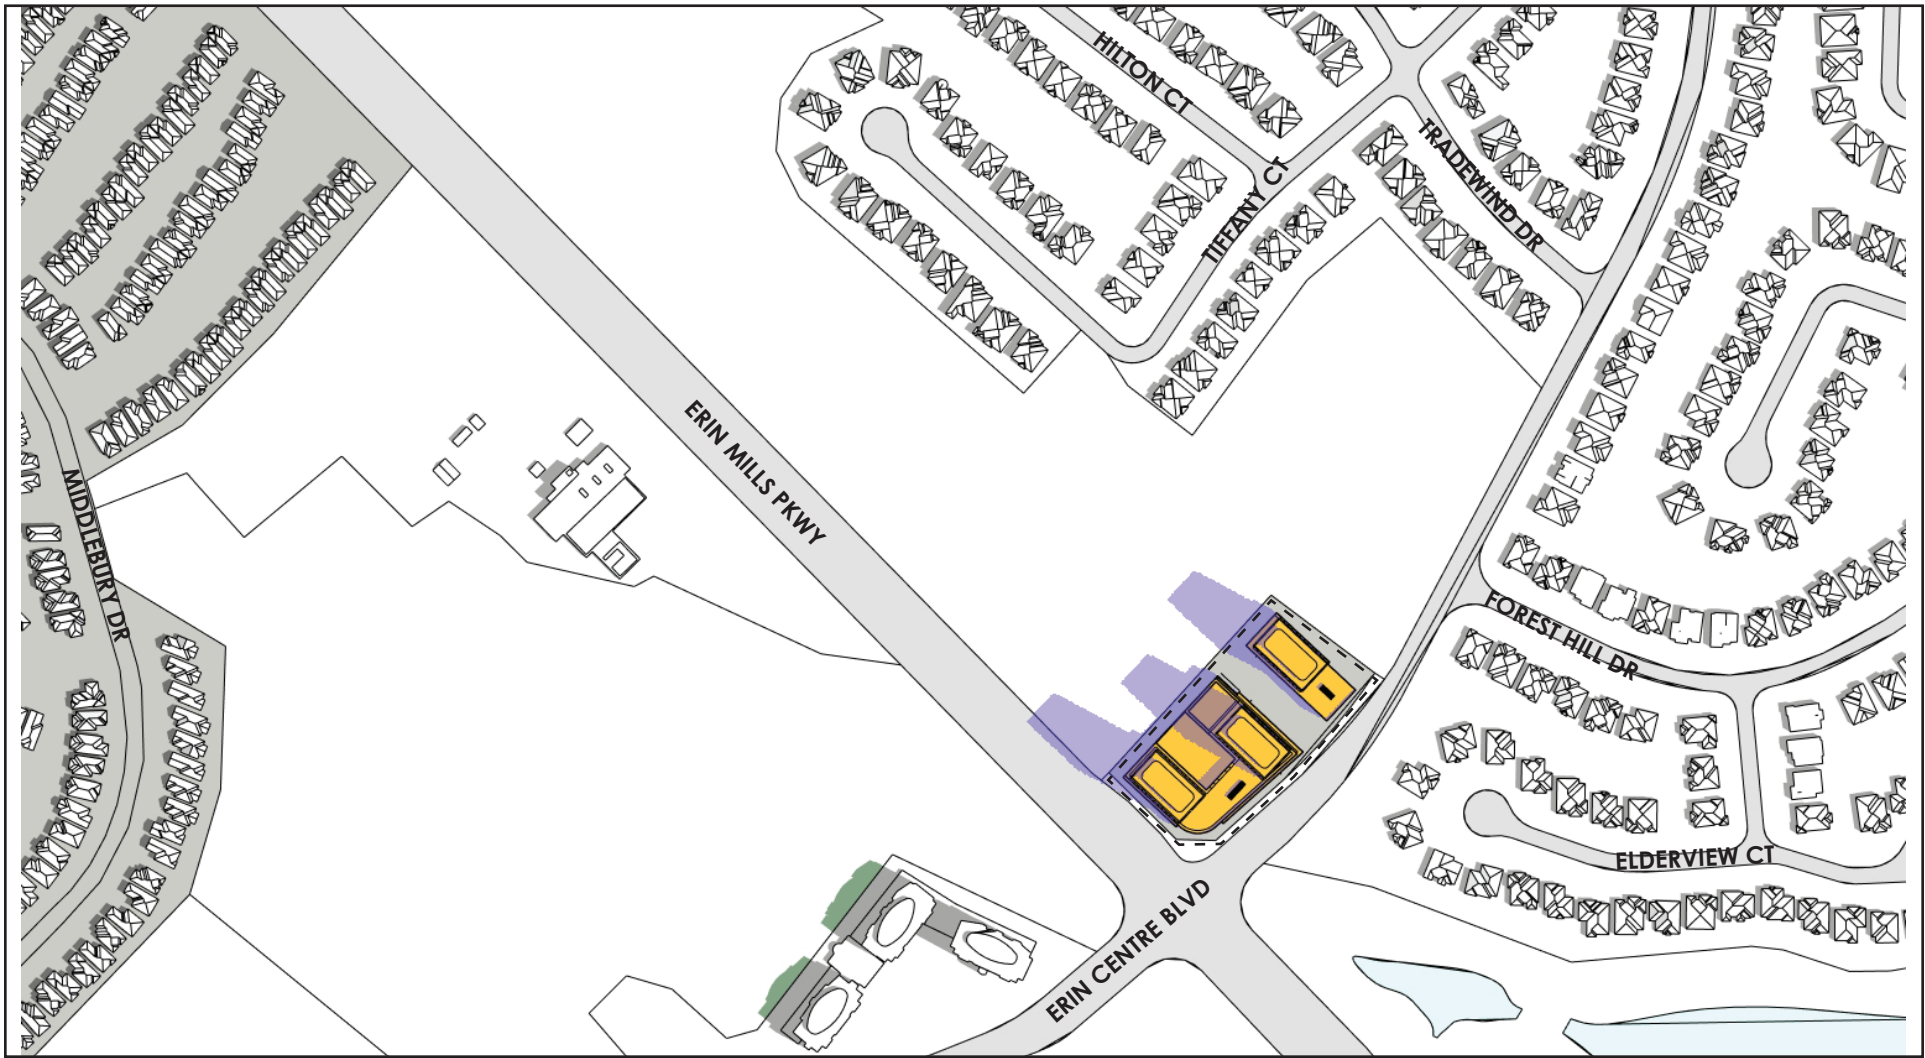 HILTON CT
TRADEWIND DR
TIFFANY CT
ERIN MILLS PKWY
MIDDLEBURY DR
FOREST HILL DR
ELDERVIEW CT
ERIN CENTRE BLVD